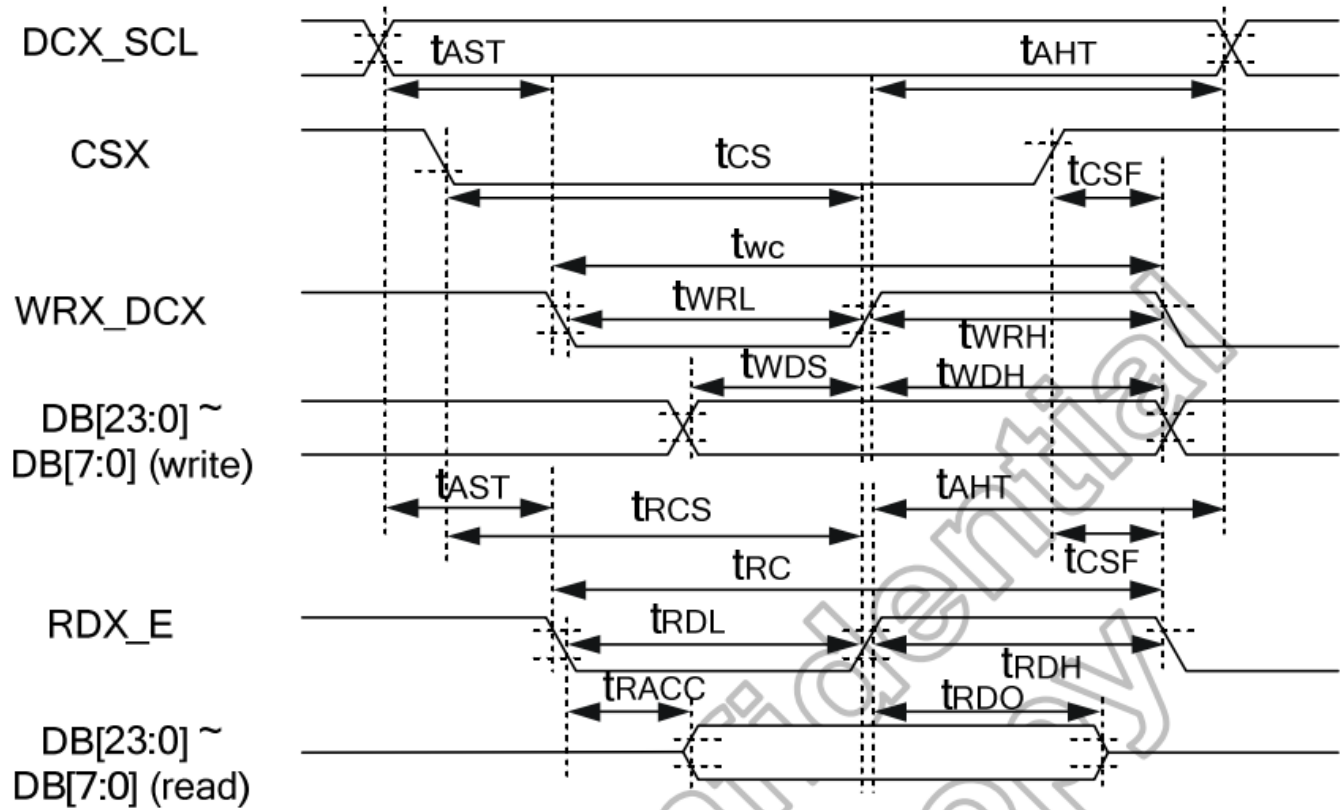 DCX_SCL
tAST
tAHT
CSX
tCS
tCSF
twc
WRX_DCX
tWRL
tWRH
tWDS
tWDH
DB[23:0] ~
DB[7:0] (write)
tAST
tAHT
tRCS
tCSF
tRC
RDX_E
tRDL
tRDH
tRACC
tRDO
DB[23:0] ~
DB[7:0] (read)